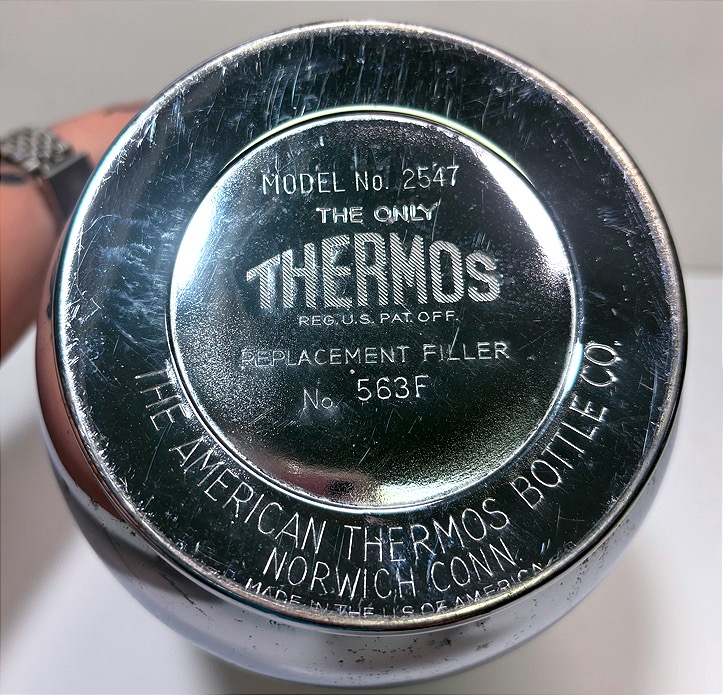 MODEL No. 2547
THE ONLY
THERMOS
REG. U.S. PAT. OFF.
REPLACEMENT FILLER
No. 563F
THE AMERICAN THERMOS BOTTLE CO.
NORWICH CONN.
MADE IN THE U.S. OF AMERICA